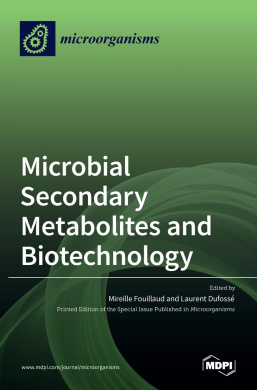 microorganisms
Microbial
Secondary
Metabolites and
Biotechnology
Edited by
Mireille Fouillaud and Laurent Dufossé
Printed Edition of the Special Issue Published in Microorganisms
www.mdpi.com/journal/microorganisms
MDPI